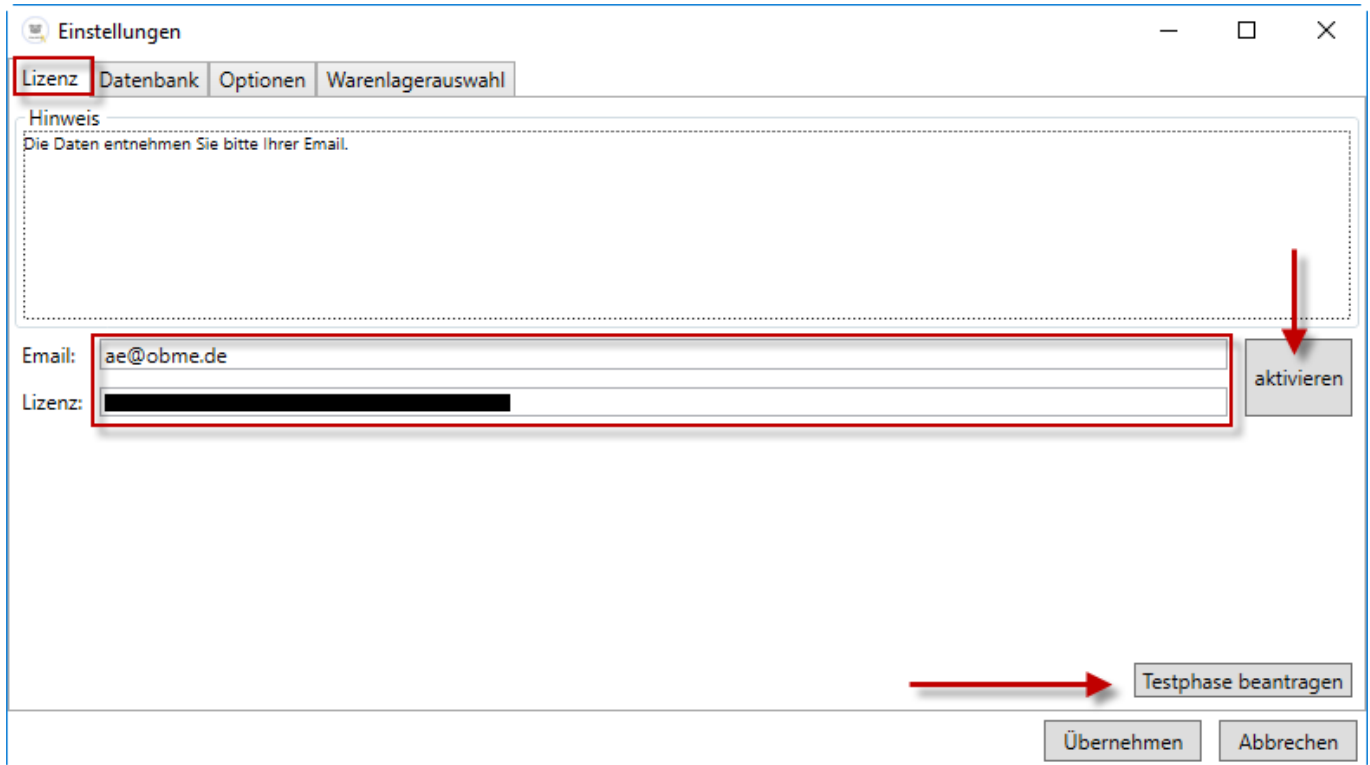 Einstellungen
Lizenz Datenbank Optionen Warenlagerauswahl
Hinweis
Die Daten entnehmen Sie bitte Ihrer Email.
Email: ae@obme.de
aktivieren
Lizenz:
Testphase beantragen
Übernehmen Abbrechen